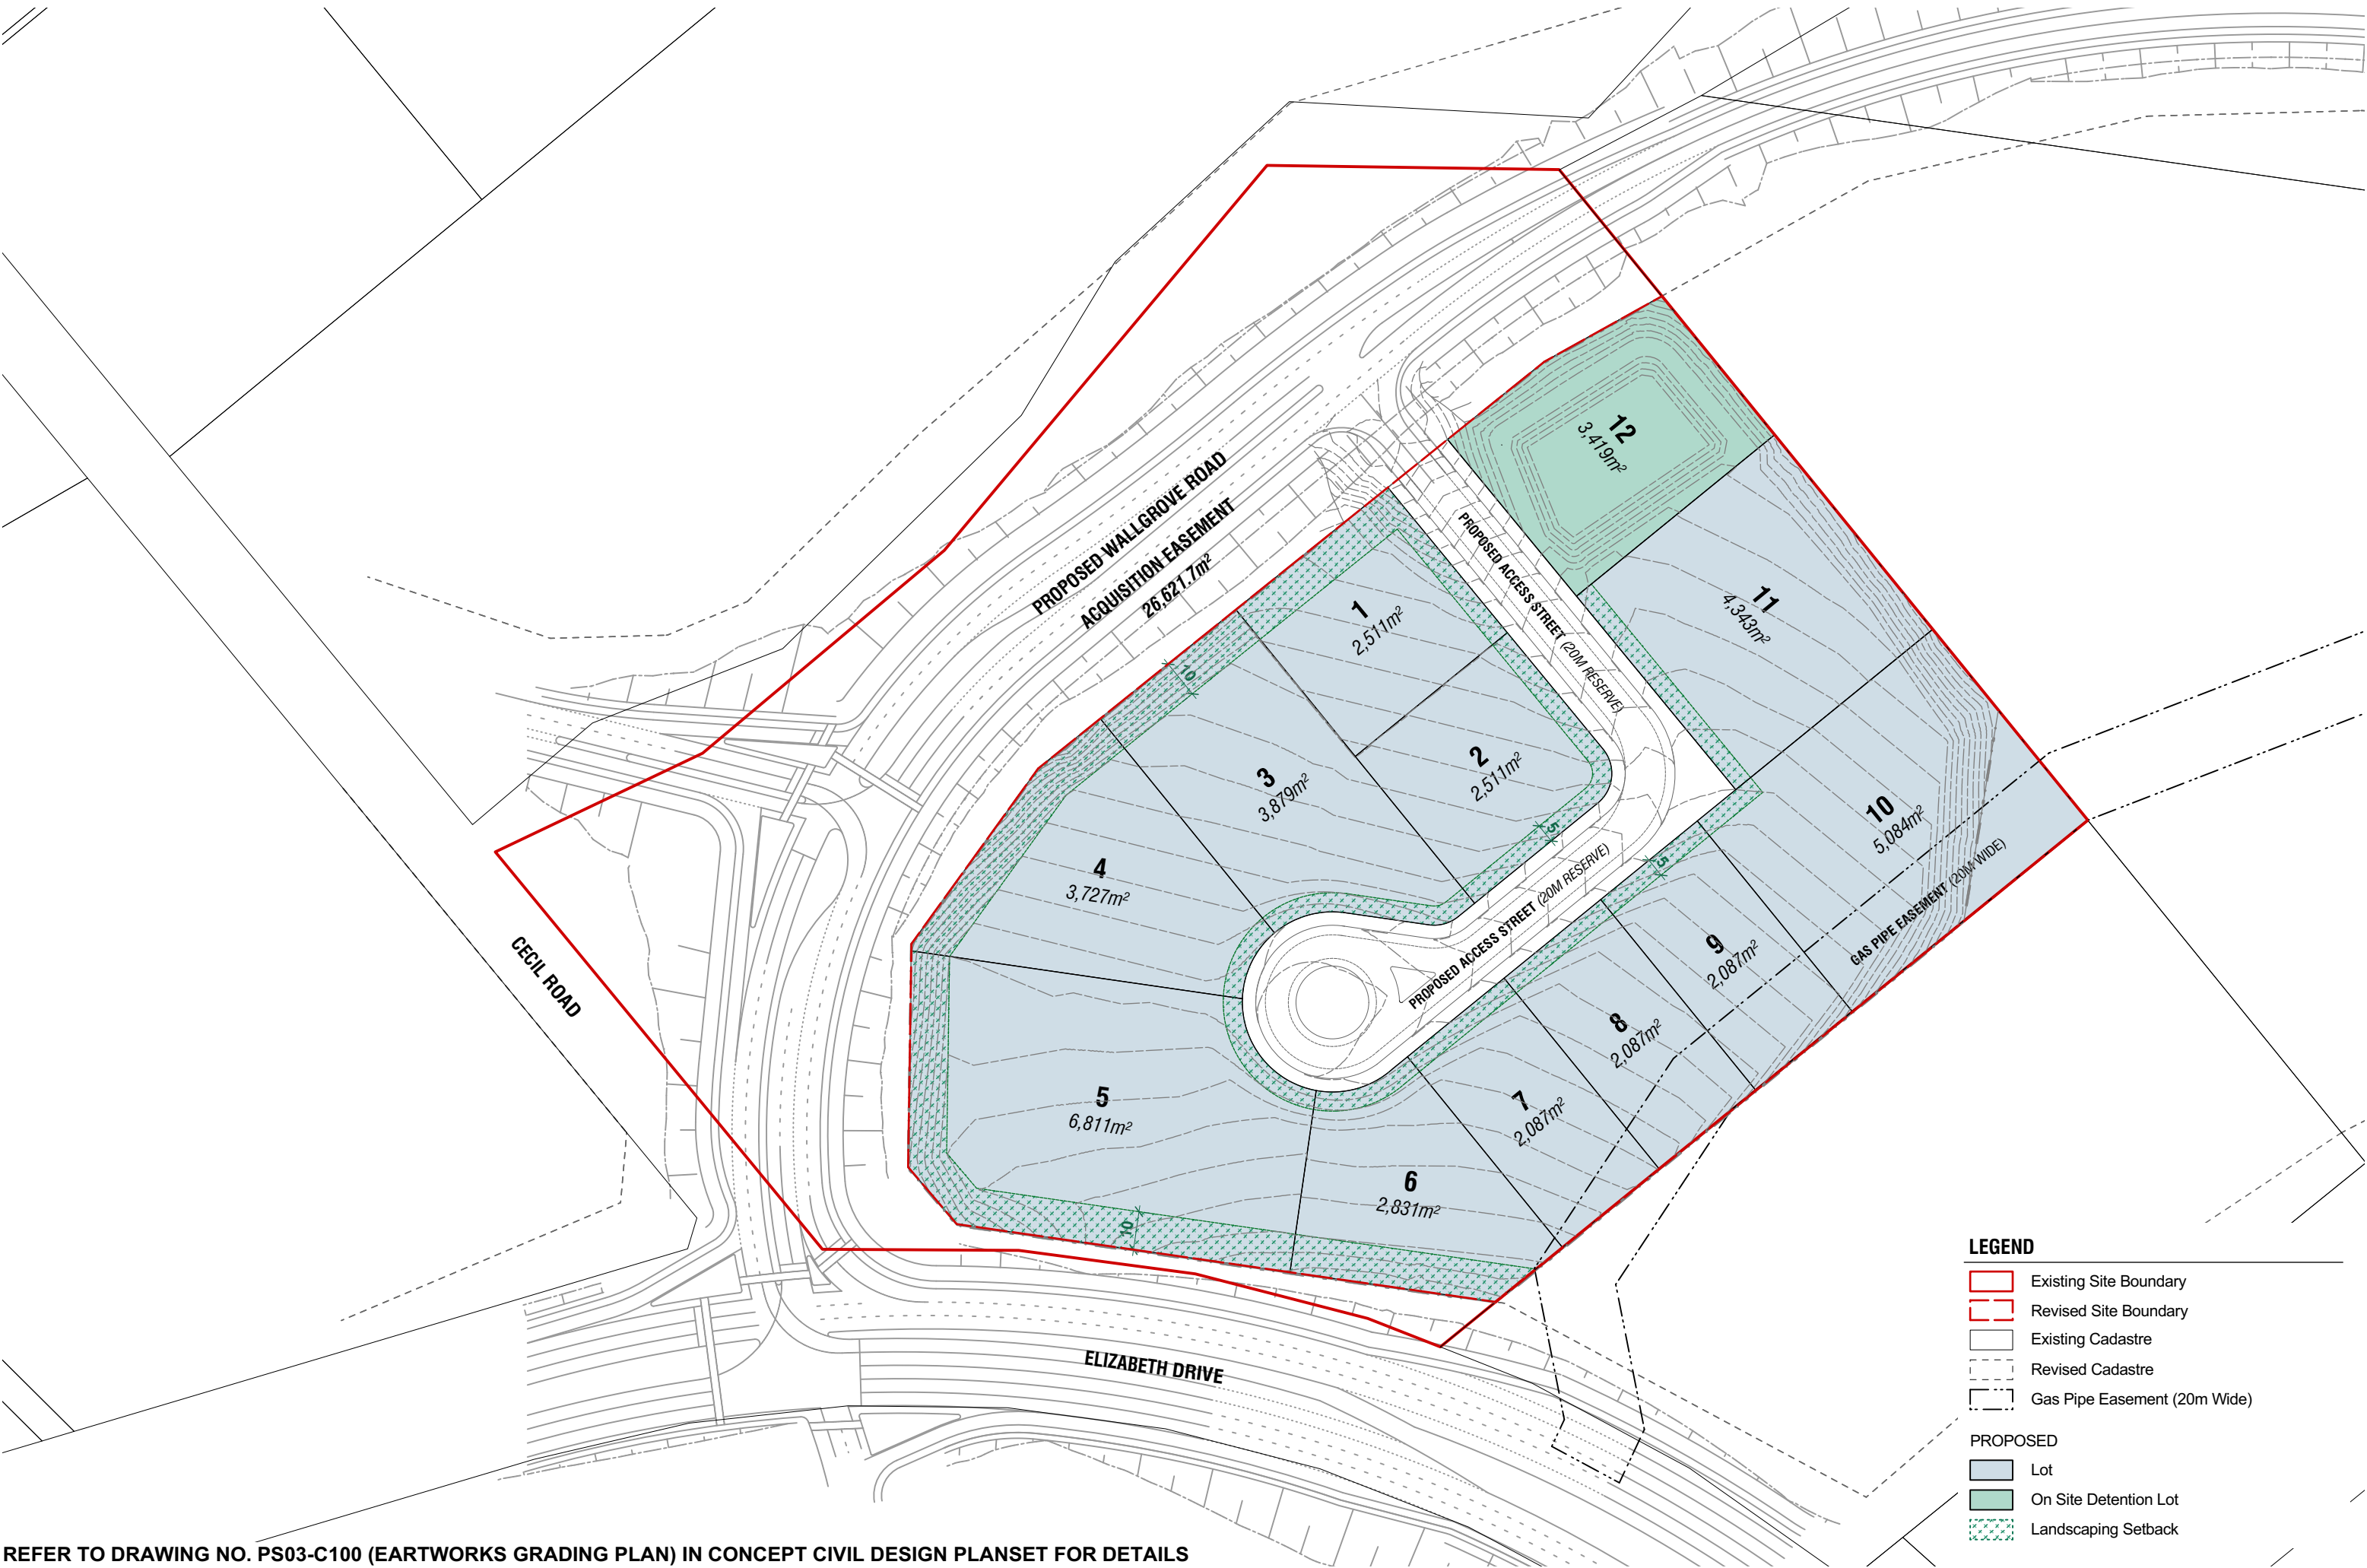 PROPOSED WALLGROVE ROAD
ACQUISITION EASEMENT
26,621.7m²
12
3,419m²
PROPOSED ACCESS STREET (20M RESERVE)
11
4,343m²
1
2,511m²
10
2
2,511m²
3
3,879m²
5
10
5,084m²
4
3,727m²
5
PROPOSED ACCESS STREET (20M RESERVE)
GAS PIPE EASEMENT (20M WIDE)
9
2,087m²
CECIL ROAD
8
2,087m²
5
6,811m²
7
2,087m²
6
2,831m²
10
ELIZABETH DRIVE
LEGEND
Existing Site Boundary
Revised Site Boundary
Existing Cadastre
Revised Cadastre
Gas Pipe Easement (20m Wide)
PROPOSED
Lot
On Site Detention Lot
Landscaping Setback
REFER TO DRAWING NO. PS03-C100 (EARTWORKS GRADING PLAN) IN CONCEPT CIVIL DESIGN PLANSET FOR DETAILS